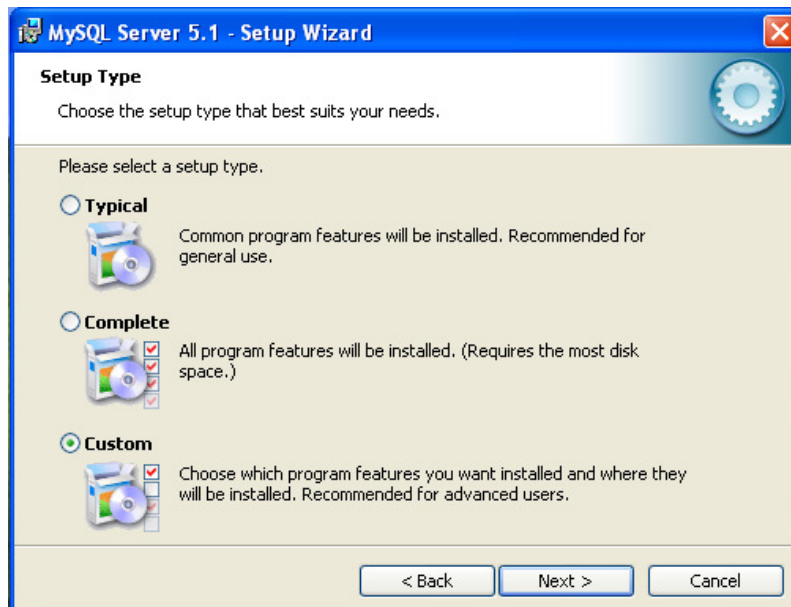 MySQL Server 5.1 - Setup Wizard
Setup Type
Choose the setup type that best suits your needs.
Please select a setup type.
Typical
Common program features will be installed. Recommended for
general use.
Complete
All program features will be installed. (Requires the most disk
space.)
Custom
Choose which program features you want installed and where they
will be installed. Recommended for advanced users.
< Back
Next >
Cancel